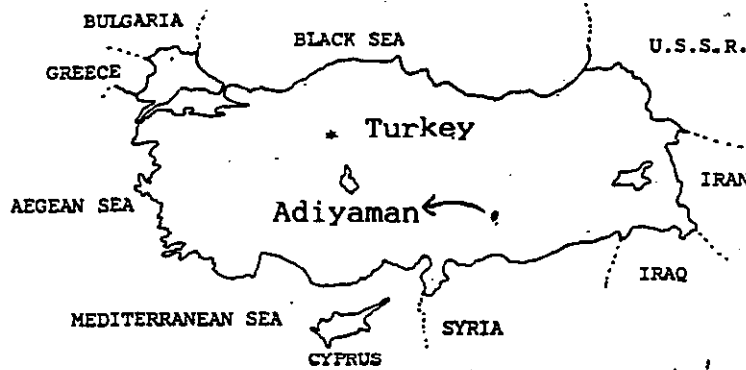 BULGARIA
BLACK SEA
U.S.S.R.
GREECE
* Turkey
IRAN
AEGEAN SEA
Adiyaman
IRAQ
MEDITERRANEAN SEA
SYRIA
CYPRUS